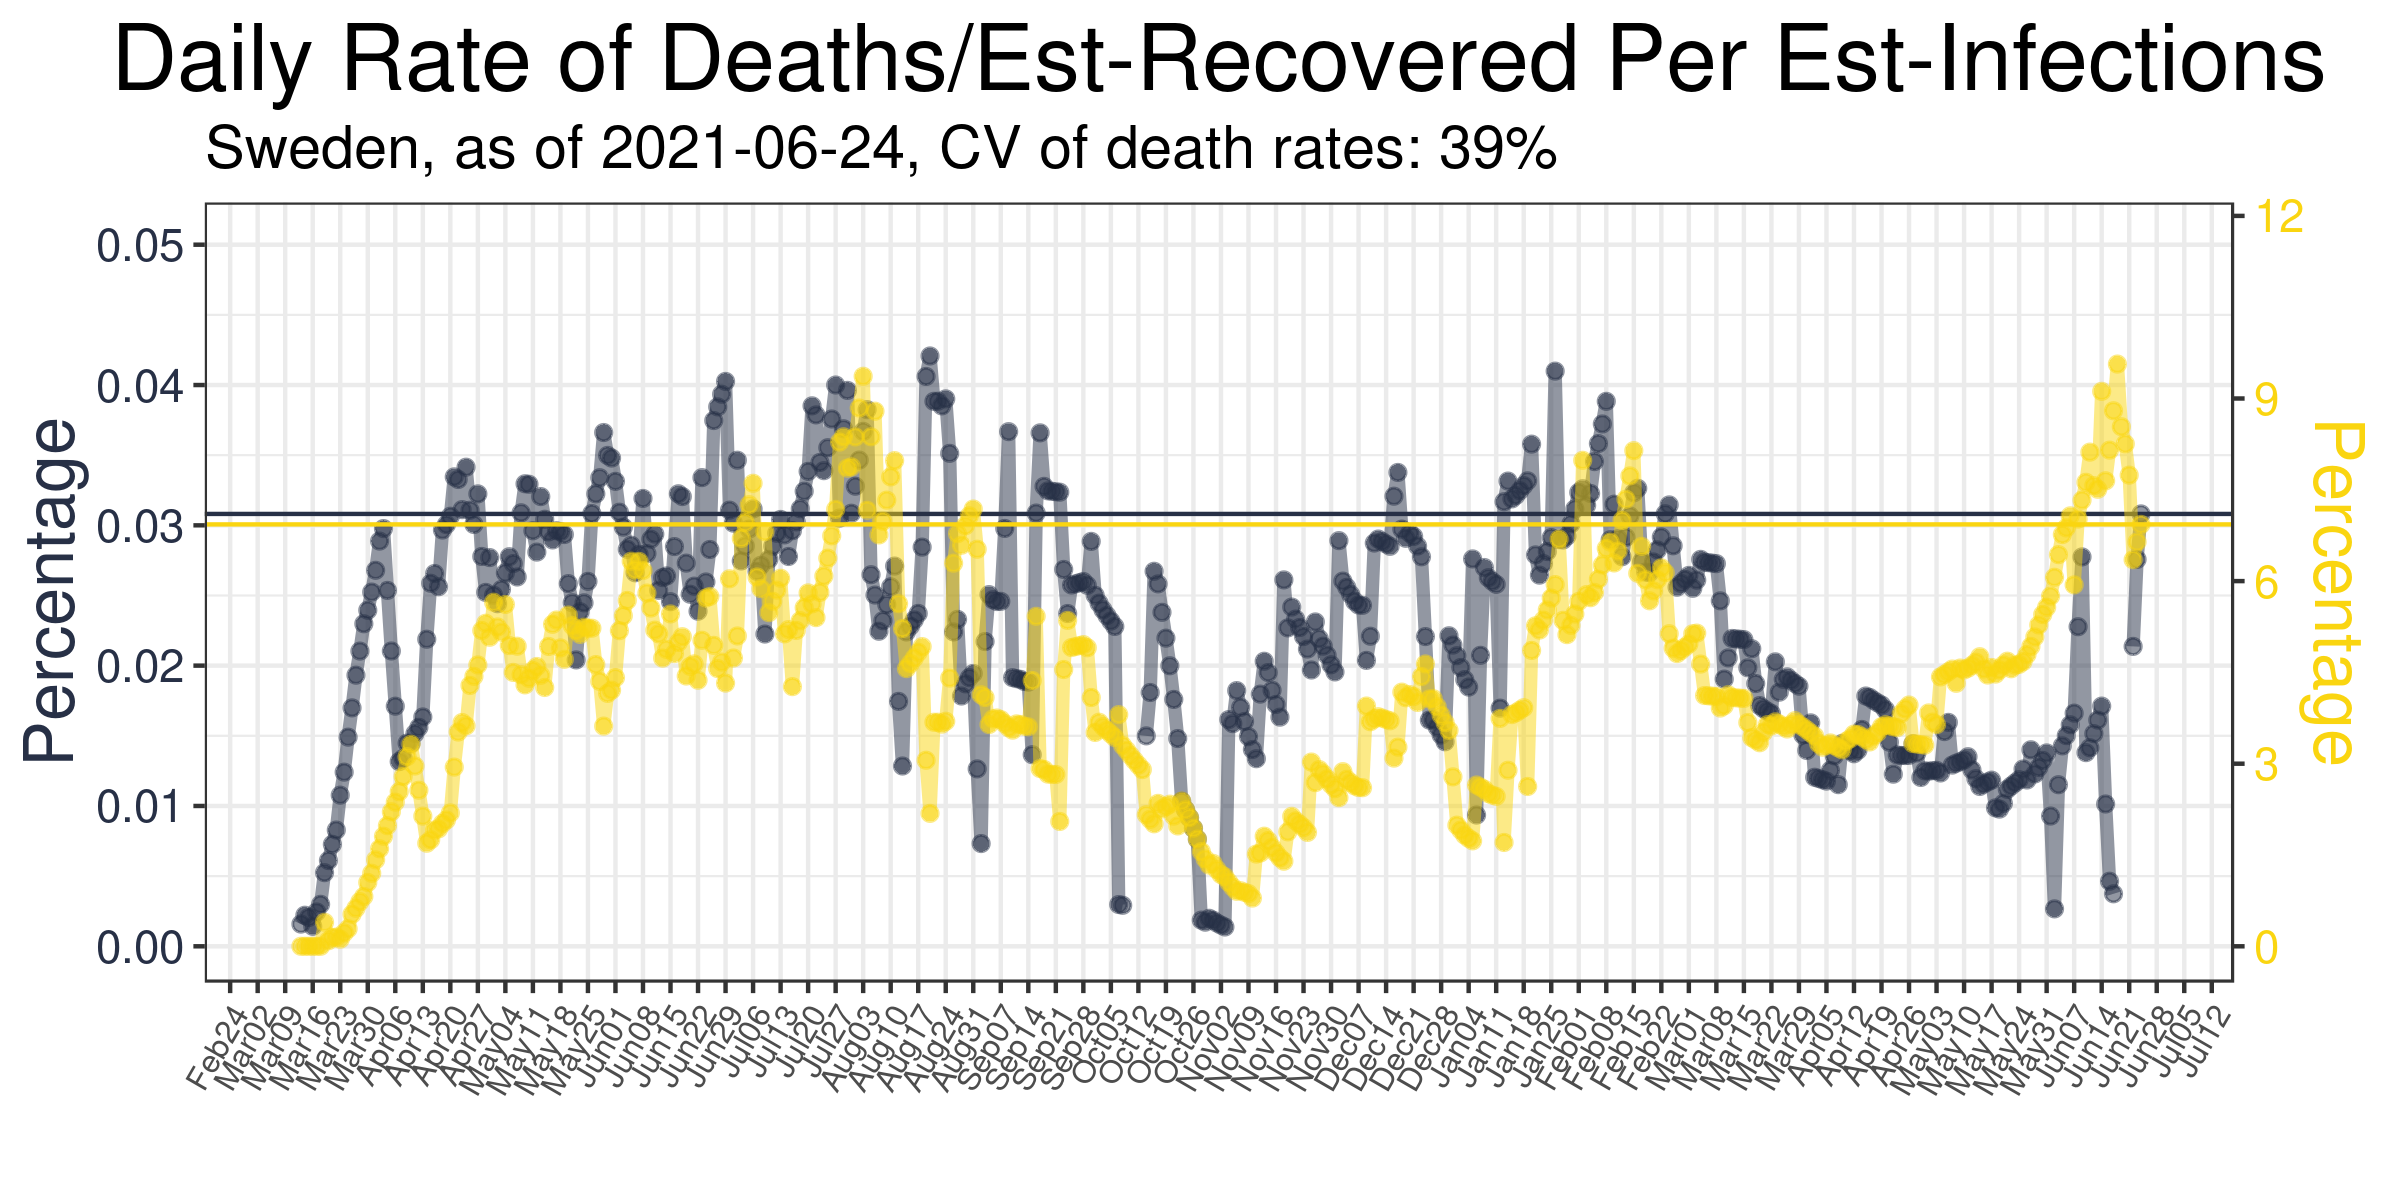 Daily Rate of Deaths/Est-Recovered Per Est-Infections
Sweden, as of 2021-06-24, CV of death rates: 39%
Percentage
0.05
0.04
0.03
0.02
0.01
0.00
12
9
6
3
0
Percentage
Feb24
Mar02
Mar09
Mar16
Mar23
Mar30
Apr06
Apr13
Apr20
Apr27
May04
May11
May18
May25
Jun01
Jun08
Jun15
Jun22
Jun29
Jul06
Jul13
Jul20
Jul27
Aug03
Aug10
Aug17
Aug24
Aug31
Sep07
Sep14
Sep21
Sep28
Oct05
Oct12
Oct19
Oct26
Nov02
Nov09
Nov16
Nov23
Nov30
Dec07
Dec14
Dec21
Dec28
Jan04
Jan11
Jan18
Jan25
Feb01
Feb08
Feb15
Feb22
Mar01
Mar08
Mar15
Mar22
Mar29
Apr05
Apr12
Apr19
Apr26
May03
May10
May17
May24
May31
Jun07
Jun14
Jun21
Jun28
Jul05
Jul12